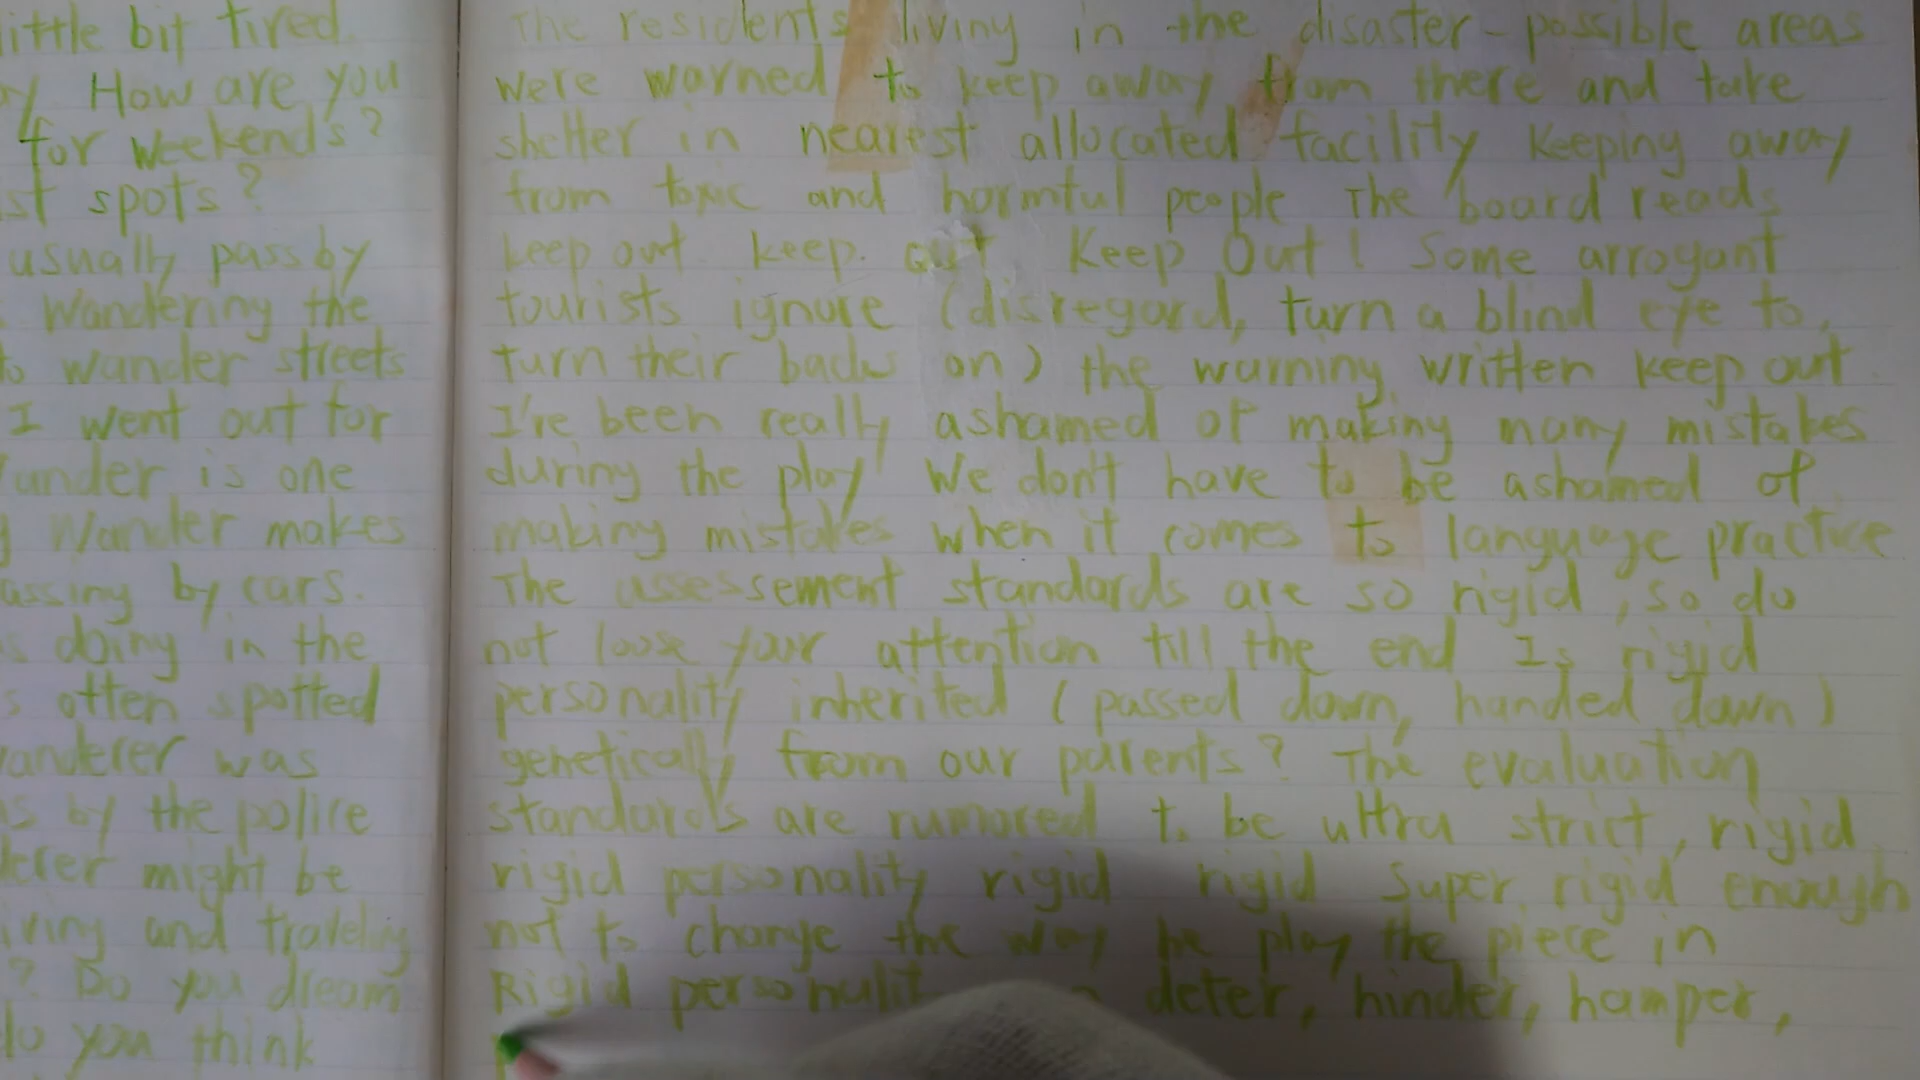 little bit tired
How are you
for weekends?
st spots?
usually pass by
Wandering the
to wander streets
I went out for
wander is one
Wander makes
assing by cars.
doing in the
often spotted
wanderer was
as by the police
derer might be
iving and traveling
? Do you dream
do you think
The residents living in the disaster-possible areas
were warned to keep away from there and take
shelter in nearest allocated facility Keeping away
from toxic and harmful people The board reads
keep out keep. out Keep Out! Some arrogant
tourists ignore (disregard, turn a blind eye to,
turn their backs on) the warning written keep out
I've been really ashamed of making many mistakes
during the play We don't have to be ashamed of
making mistakes when it comes to language practice
The assessement standards are so rigid, so do
not loose your attention till the end Is rigid
personality inherited (passed down, handed down)
genetically from our parents? The evaluation
standards are rumored to be ultra strict, rigid
rigid personality rigid rigid super rigid enough
not to change the way he play the piece in
Rigid personalit deter, hinder, hamper,